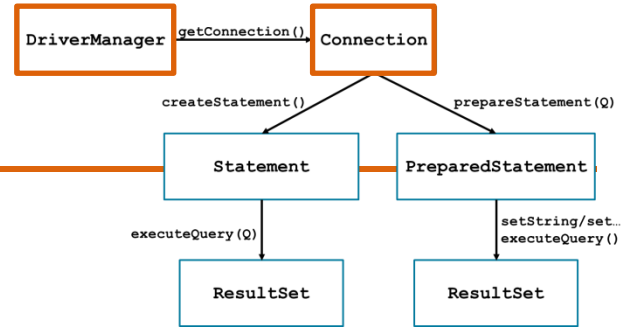 DriverManager
getConnection()
Connection
createStatement()
prepareStatement(Q)
Statement
PreparedStatement
executeQuery(Q)
setString/set…
executeQuery()
ResultSet
ResultSet